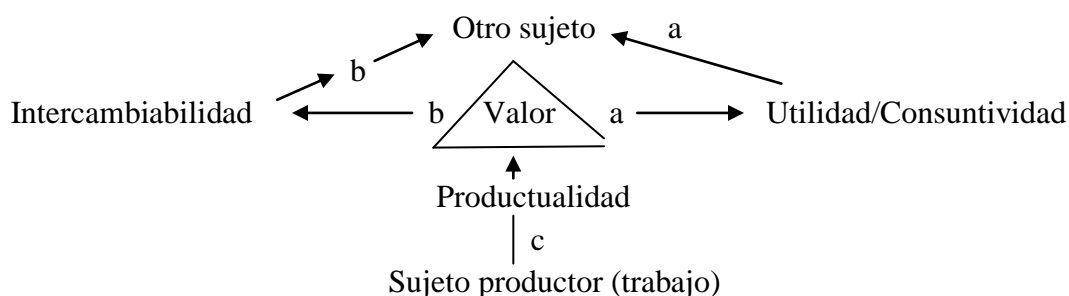 Otro sujeto a
b
Intercambiabilidad b Valor a Utilidad/Consuntividad
Productualidad
c
Sujeto productor (trabajo)